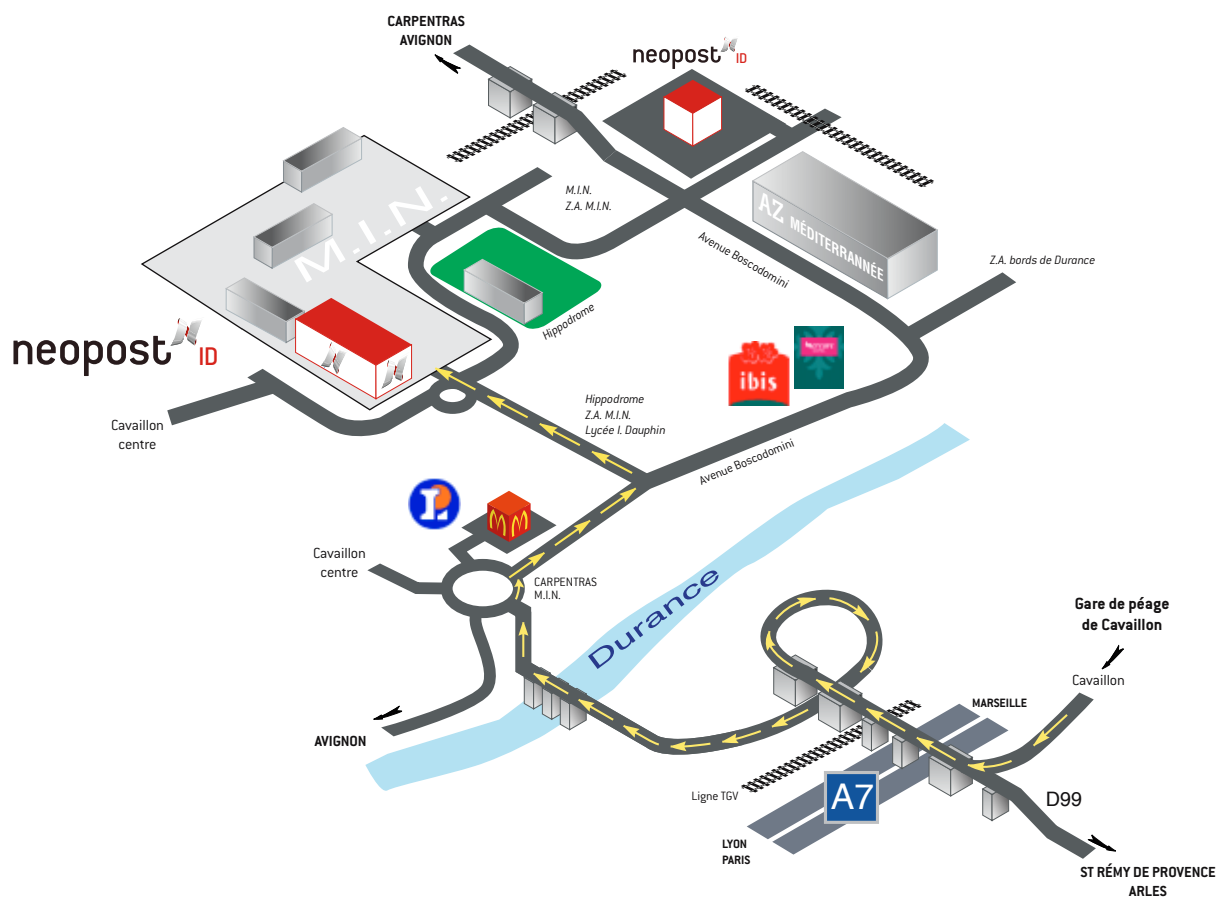 CARPENTRAS
AVIGNON
neopost ID
M.I.N.
Z.A. M.I.N.
AZ MÉDITERRANNÉE
M.I.N.
Avenue Boscodomini
Z.A. bords de Durance
Hippodrome
neopost ID
ibis
Hippodrome
Z.A. M.I.N.
Lycée I. Dauphin
Cavaillon
centre
Avenue Boscodomini
L
M
Cavaillon
centre
CARPENTRAS
M.I.N.
Durance
Gare de péage
de Cavaillon
Cavaillon
MARSEILLE
AVIGNON
Ligne TGV
A7
D99
LYON
PARIS
ST RÉMY DE PROVENCE
ARLES